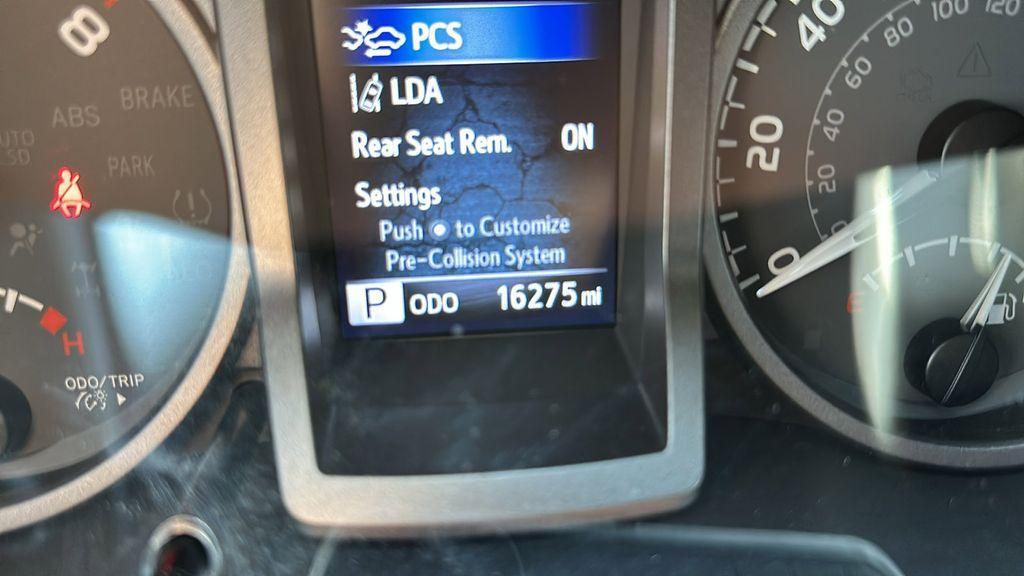 8
ABS
BRAKE
PARK
H
ODO/TRIP
PCS
LDA
Rear Seat Rem. ON
Settings
Push to Customize
Pre-Collision System
P ODO 16275 mi
0
20
40
20
40
60
80
100
120
E